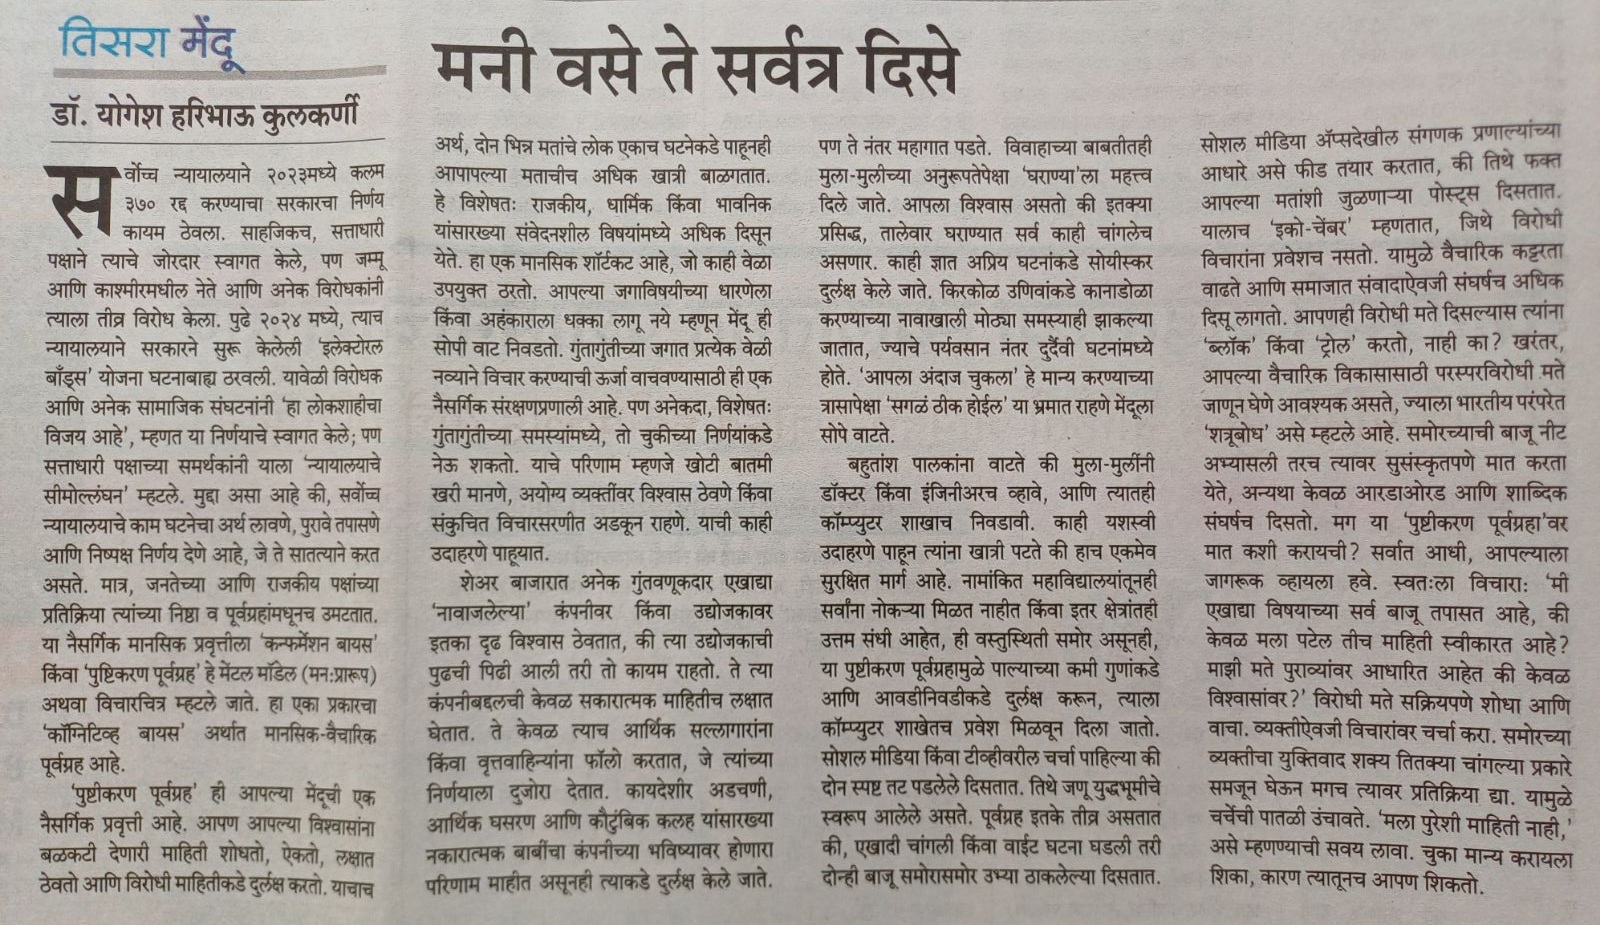 तिसरा मेंदू
डॉ. योगेश हरिभाऊ कुलकर्णी
मनी वसे ते सर्वत्र दिसे
सर्वोच्च न्यायालयाने २०२३मध्ये कलम
३७० रद्द करण्याचा सरकारचा निर्णय
कायम ठेवला. साहजिकच, सत्ताधारी
पक्षाने त्याचे जोरदार स्वागत केले, पण जम्मू
आणि काश्मीरमधील नेते आणि अनेक विरोधकांनी
त्याला तीव्र विरोध केला. पुढे २०२४ मध्ये, त्याच
न्यायालयाने सरकारने सुरू केलेली ‘इलेक्टोरल
बाँड्स’ योजना घटनाबाह्य ठरवली. यावेळी विरोधक
आणि अनेक सामाजिक संघटनांनी ‘हा लोकशाहीचा
विजय आहे’, म्हणत या निर्णयाचे स्वागत केले; पण
सत्ताधारी पक्षाच्या समर्थकांनी याला ‘न्यायालयाचे
सीमोल्लंघन’ म्हटले. मुद्दा असा आहे की, सर्वोच्च
न्यायालयाचे काम घटनेचा अर्थ लावणे, पुरावे तपासणे
आणि निष्पक्ष निर्णय देणे आहे, जे ते सातत्याने करत
असते. मात्र, जनतेच्या आणि राजकीय पक्षांच्या
प्रतिक्रिया त्यांच्या निष्ठा व पूर्वग्रहांमधूनच उमटतात.
या नैसर्गिक मानसिक प्रवृत्तीला ‘कन्फर्मेशन बायस’
किंवा ‘पुष्टिकरण पूर्वग्रह’ हे मेंटल मॉडेल (मन:प्रारूप)
अथवा विचारचित्र म्हटले जाते. हा एका प्रकारचा
‘कॉग्निटिव्ह बायस’ अर्थात मानसिक-वैचारिक
पूर्वग्रह आहे.
‘पुष्टीकरण पूर्वग्रह’ ही आपल्या मेंदूची एक
नैसर्गिक प्रवृत्ती आहे. आपण आपल्या विश्वासांना
बळकटी देणारी माहिती शोधतो, ऐकतो, लक्षात
ठेवतो आणि विरोधी माहितीकडे दुर्लक्ष करतो. याचाच
अर्थ, दोन भिन्न मतांचे लोक एकाच घटनेकडे पाहूनही
आपापल्या मताचीच अधिक खात्री बाळगतात.
हे विशेषतः राजकीय, धार्मिक किंवा भावनिक
यांसारख्या संवेदनशील विषयांमध्ये अधिक दिसून
येते. हा एक मानसिक शॉर्टकट आहे, जो काही वेळा
उपयुक्त ठरतो. आपल्या जगाविषयीच्या धारणेला
किंवा अहंकाराला धक्का लागू नये म्हणून मेंदू ही
सोपी वाट निवडतो. गुंतागुंतीच्या जगात प्रत्येक वेळी
नव्याने विचार करण्याची ऊर्जा वाचवण्यासाठी ही एक
नैसर्गिक संरक्षणप्रणाली आहे. पण अनेकदा, विशेषतः
गुंतागुंतीच्या समस्यांमध्ये, तो चुकीच्या निर्णयांकडे
नेऊ शकतो. याचे परिणाम म्हणजे खोटी बातमी
खरी मानणे, अयोग्य व्यक्तींवर विश्वास ठेवणे किंवा
संकुचित विचारसरणीत अडकून राहणे. याची काही
उदाहरणे पाहूयात.
शेअर बाजारात अनेक गुंतवणूकदार एखाद्या
‘नावाजलेल्या’ कंपनीवर किंवा उद्योजकावर
इतका दृढ विश्वास ठेवतात, की त्या उद्योजकाची
पुढची पिढी आली तरी तो कायम राहतो. ते त्या
कंपनीबद्दलची केवळ सकारात्मक माहितीच लक्षात
घेतात. ते केवळ त्याच आर्थिक सल्लागारांना
किंवा वृत्तवाहिन्यांना फॉलो करतात, जे त्यांच्या
निर्णयाला दुजोरा देतात. कायदेशीर अडचणी,
आर्थिक घसरण आणि कौटुंबिक कलह यांसारख्या
नकारात्मक बाबींचा कंपनीच्या भविष्यावर होणारा
परिणाम माहीत असूनही त्याकडे दुर्लक्ष केले जाते.
पण ते नंतर महागात पडते. विवाहाच्या बाबतीतही
मुला-मुलीच्या अनुरूपतेपेक्षा ‘घराण्या’ला महत्त्व
दिले जाते. आपला विश्वास असतो की इतक्या
प्रसिद्ध, तालेवार घराण्यात सर्व काही चांगलेच
असणार. काही ज्ञात अप्रिय घटनांकडे सोयीस्कर
दुर्लक्ष केले जाते. किरकोळ उणिवांकडे कानाडोळा
करण्याच्या नावाखाली मोठ्या समस्याही झाकल्या
जातात, ज्याचे पर्यवसान नंतर दुर्दैवी घटनांमध्ये
होते. ‘आपला अंदाज चुकला’ हे मान्य करण्याच्या
त्रासापेक्षा ‘सगळं ठीक होईल’ या भ्रमात राहणे मेंदूला
सोपे वाटते.
बहुतांश पालकांना वाटते की मुला-मुलींनी
डॉक्टर किंवा इंजिनीअरच व्हावे, आणि त्यातही
कॉम्प्युटर शाखाच निवडावी. काही यशस्वी
उदाहरणे पाहून त्यांना खात्री पटते की हाच एकमेव
सुरक्षित मार्ग आहे. नामांकित महाविद्यालयांतूनही
सर्वांना नोकऱ्या मिळत नाहीत किंवा इतर क्षेत्रांतही
उत्तम संधी आहेत, ही वस्तुस्थिती समोर असूनही,
या पुष्टीकरण पूर्वग्रहामुळे पाल्याच्या कमी गुणांकडे
आणि आवडीनिवडीकडे दुर्लक्ष करून, त्याला
कॉम्प्युटर शाखेतच प्रवेश मिळवून दिला जातो.
सोशल मीडिया किंवा टीव्हीवरील चर्चा पाहिल्या की
दोन स्पष्ट तट पडलेले दिसतात. तिथे जणू युद्धभूमीचे
स्वरूप आलेले असते. पूर्वग्रह इतके तीव्र असतात
की, एखादी चांगली किंवा वाईट घटना घडली तरी
दोन्ही बाजू समोरासमोर उभ्या ठाकलेल्या दिसतात.
सोशल मीडिया ॲप्सदेखील संगणक प्रणाल्यांच्या
आधारे असे फीड तयार करतात, की तिथे फक्त
आपल्या मतांशी जुळणाऱ्या पोस्ट्स दिसतात.
यालाच ‘इको-चेंबर’ म्हणतात, जिथे विरोधी
विचारांना प्रवेशच नसतो. यामुळे वैचारिक कट्टरता
वाढते आणि समाजात संवादाऐवजी संघर्षच अधिक
दिसू लागतो. आपणही विरोधी मते दिसल्यास त्यांना
‘ब्लॉक’ किंवा ‘ट्रोल’ करतो, नाही का? खरंतर,
आपल्या वैचारिक विकासासाठी परस्परविरोधी मते
जाणून घेणे आवश्यक असते, ज्याला भारतीय परंपरेत
‘शत्रूबोध’ असे म्हटले आहे. समोरच्याची बाजू नीट
अभ्यासली तरच त्यावर सुसंस्कृतपणे मात करता
येते, अन्यथा केवळ आरडाओरड आणि शाब्दिक
संघर्षच दिसतो. मग या ‘पुष्टीकरण पूर्वग्रहा’वर
मात कशी करायची? सर्वात आधी, आपल्याला
जागरूक व्हायला हवे. स्वतःला विचाराः ‘मी
एखाद्या विषयाच्या सर्व बाजू तपासत आहे, की
केवळ मला पटेल तीच माहिती स्वीकारत आहे?
माझी मते पुराव्यांवर आधारित आहेत की केवळ
विश्वासांवर?’ विरोधी मते सक्रियपणे शोधा आणि
वाचा. व्यक्तीऐवजी विचारांवर चर्चा करा. समोरच्या
व्यक्तीचा युक्तिवाद शक्य तितक्या चांगल्या प्रकारे
समजून घेऊन मगच त्यावर प्रतिक्रिया द्या. यामुळे
चर्चेची पातळी उंचावते. ‘मला पुरेशी माहिती नाही,’
असे म्हणण्याची सवय लावा. चुका मान्य करायला
शिका, कारण त्यातूनच आपण शिकतो.